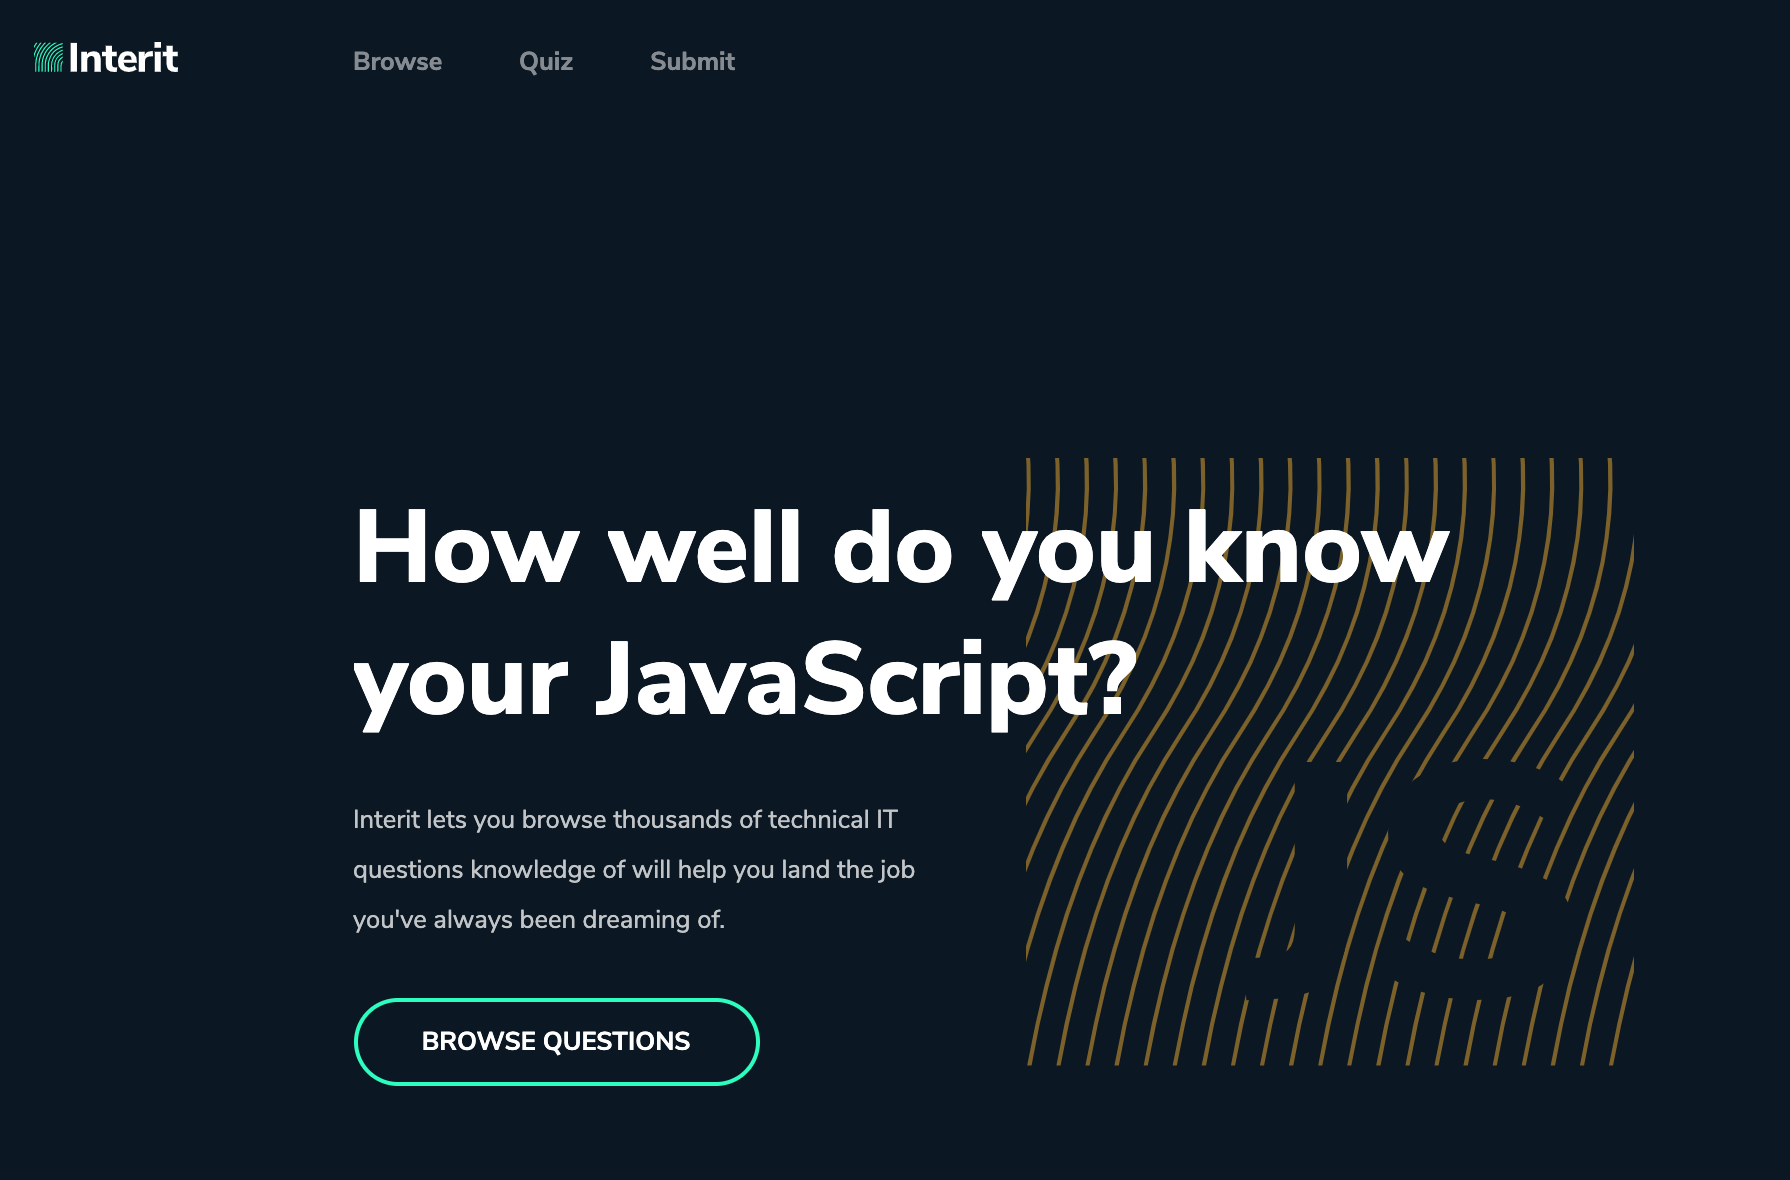 Interit
Browse
Quiz
Submit
How well do you know
your JavaScript?
Interit lets you browse thousands of technical IT
questions knowledge of will help you land the job
you've always been dreaming of.
BROWSE QUESTIONS
JS